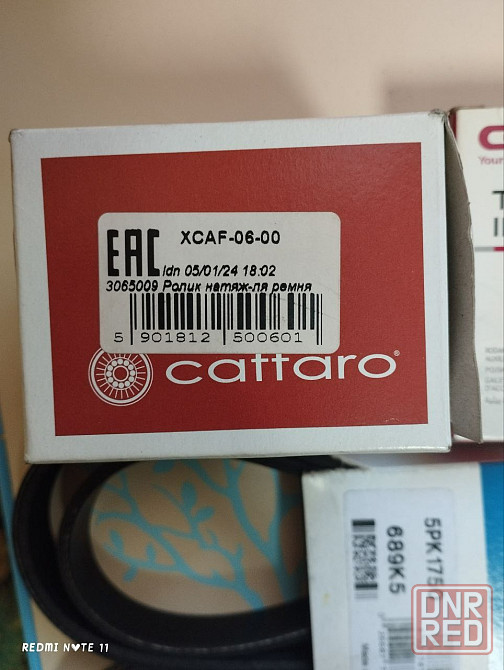 EAC XCAF-06-00
ldn 05/01/24 18:02
3065009 Ролик натяж-ля ремня
5 901812 500601
cattaro®
C
Your
T
5PK175
689K5
DNR
RED
REDMI NOTE 11